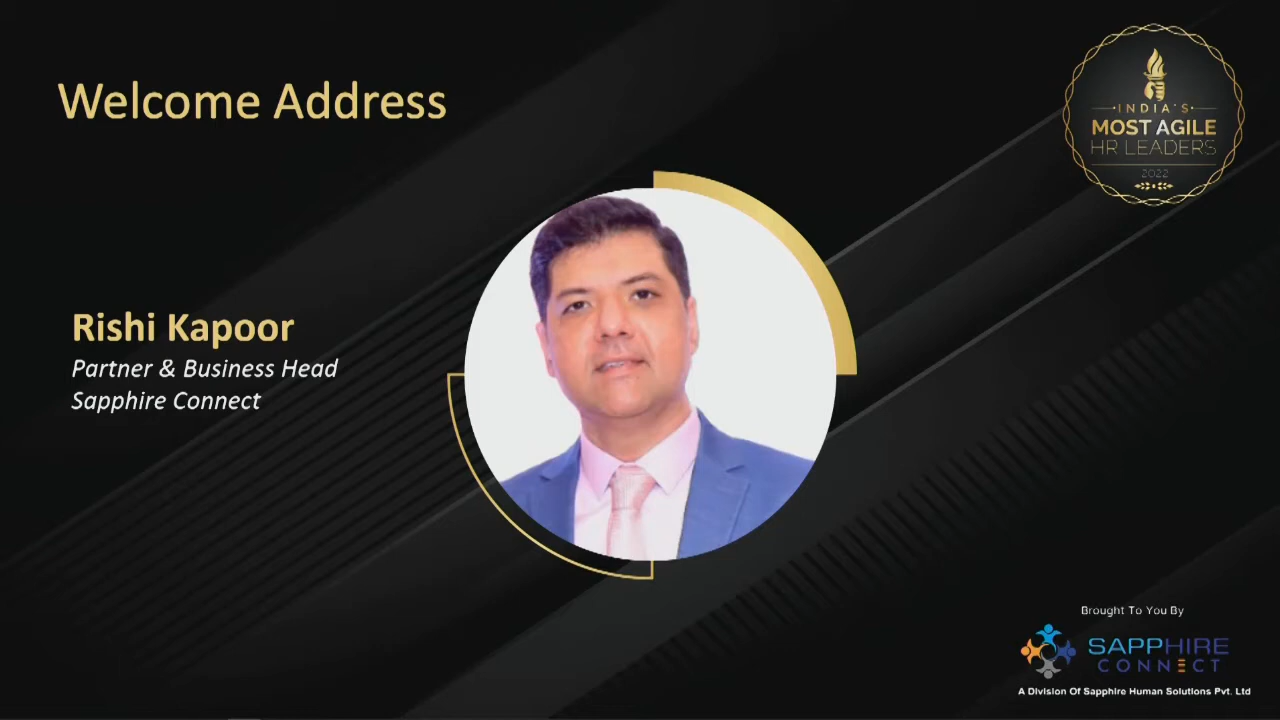 Welcome Address
INDIA'S
MOST AGILE
HR LEADERS
2022
Rishi Kapoor
Partner & Business Head
Sapphire Connect
Brought To You By
SAPPHIRE
CONNECT
A Division Of Sapphire Human Solutions Pvt. Ltd